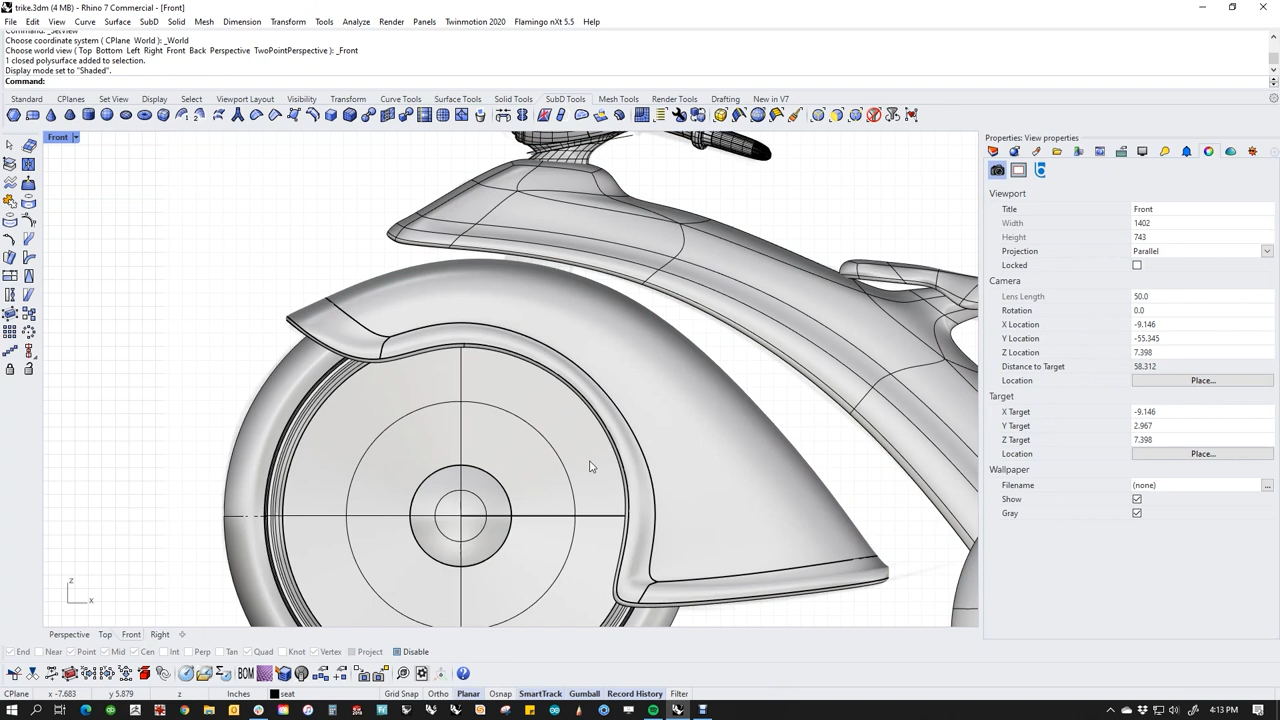 trike.3dm (4 MB) - Rhino 7 Commercial - [Front]
File Edit View Curve Surface SubD Solid Mesh Dimension Transform Tools Analyze Render Panels Twinmotion 2020 Flamingo nXt 5.5 Help
Choose coordinate system ( CPlane World ): _World
Choose world view ( Top Bottom Left Right Front Back Perspective TwoPointPerspective ): _Front
1 closed polysurface added to selection.
Display mode set to "Shaded".
Command:
Standard CPlanes Set View Display Select Viewport Layout Visibility Transform Curve Tools Surface Tools Solid Tools SubD Tools Mesh Tools Render Tools Drafting New in V7
Front
Properties: View properties
Viewport
Title Front
Width 1402
Height 743
Projection Parallel
Locked
Camera
Lens Length 50.0
Rotation 0.0
X Location -9.146
Y Location -55.345
Z Location 7.398
Distance to Target 58.312
Location Place...
Target
X Target -9.146
Y Target 2.967
Z Target 7.398
Location Place...
Wallpaper
Filename (none) ...
Show
Gray
z
x
Perspective Top Front Right
End Near Point Mid Cen Int Perp Tan Quad Knot Vertex Project Disable
BOM
CPlane x -7.683 y 5.879 z Inches seat Grid Snap Ortho Planar Osnap SmartTrack Gumball Record History Filter
4:13 PM